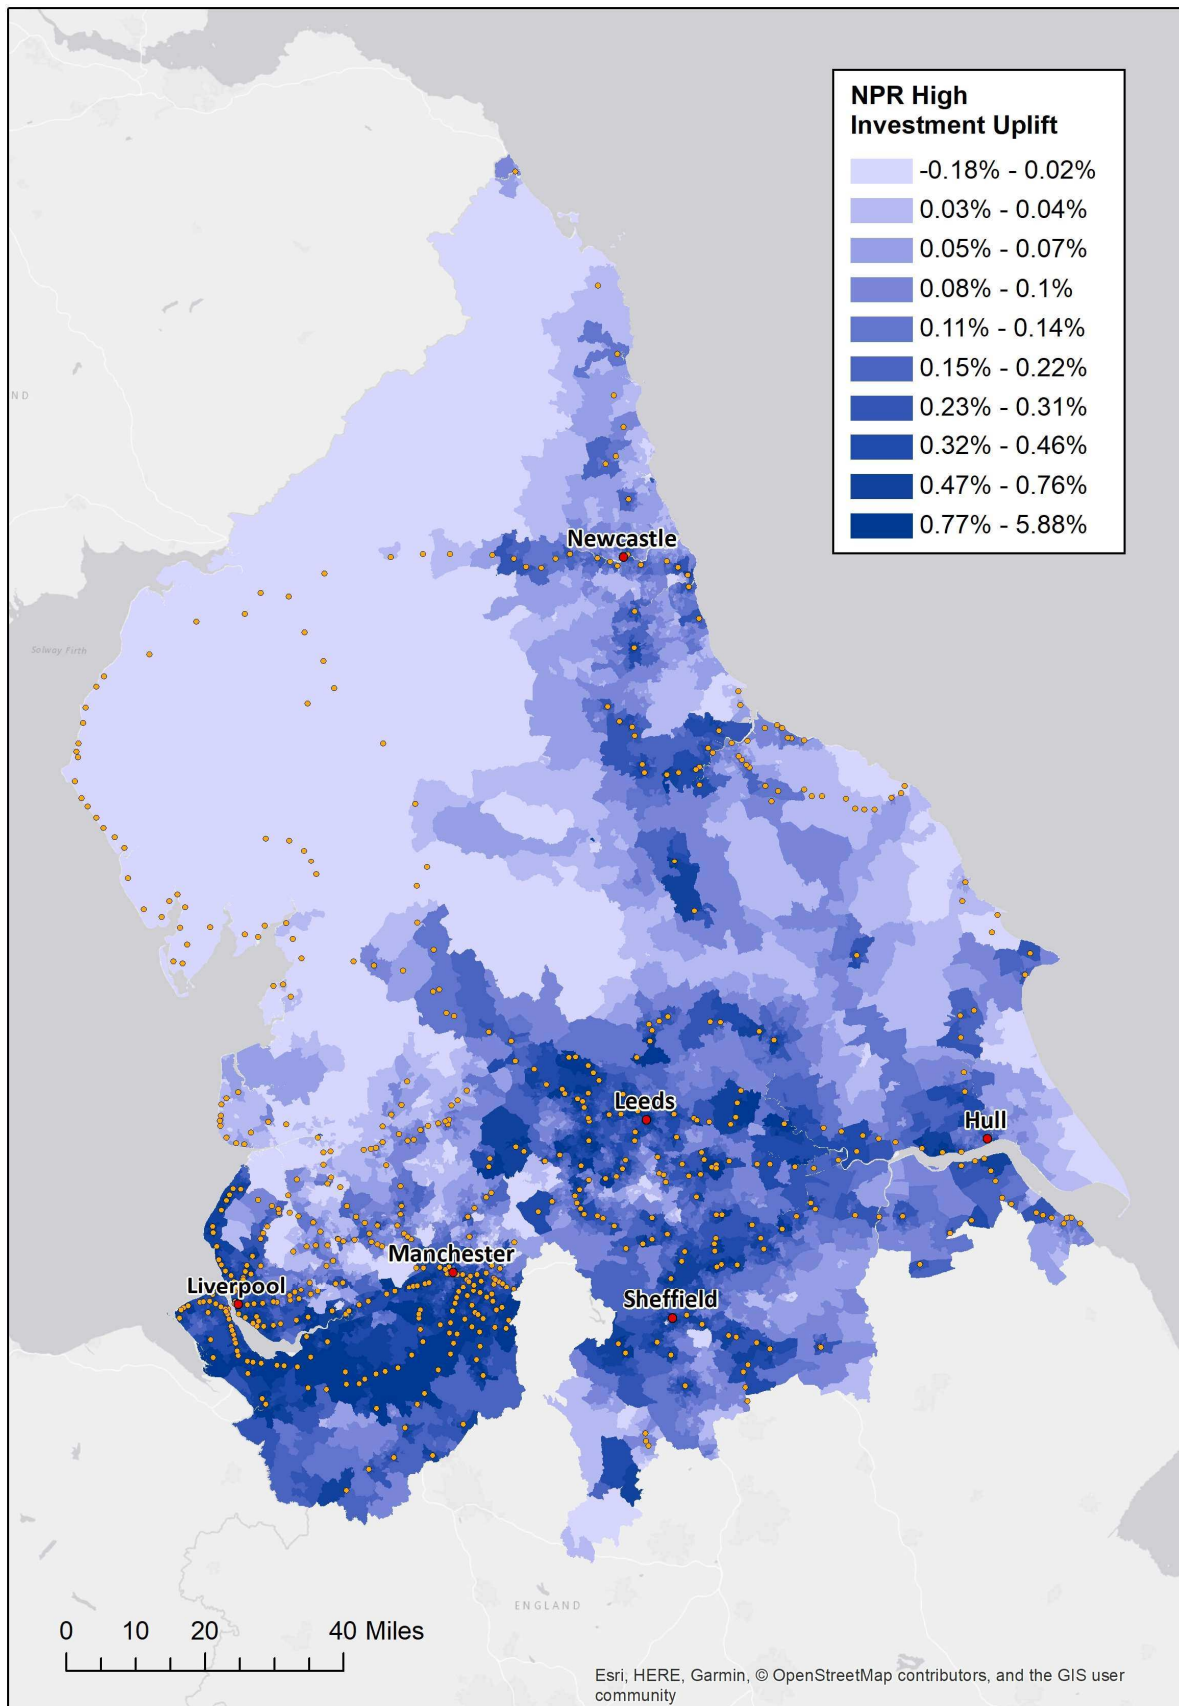 NPR High
Investment Uplift
-0.18% - 0.02%
0.03% - 0.04%
0.05% - 0.07%
0.08% - 0.1%
0.11% - 0.14%
0.15% - 0.22%
0.23% - 0.31%
0.32% - 0.46%
0.47% - 0.76%
0.77% - 5.88%
ND
Newcastle
Solway Firth
Leeds
Hull
Manchester
Liverpool
Sheffield
ENGLAND
0 10 20 40 Miles
Esri, HERE, Garmin, © OpenStreetMap contributors, and the GIS user
community